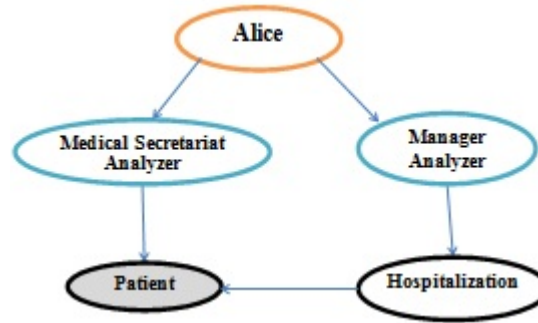 Alice
Medical Secretariat
Analyzer
Manager
Analyzer
Patient
Hospitalization